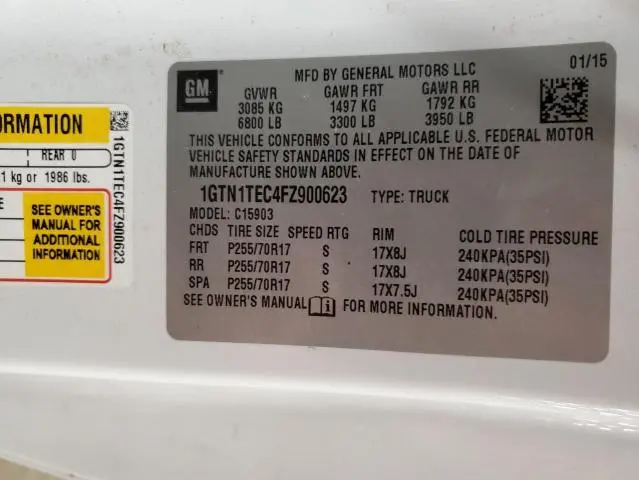 ORMATION
REAR 0
1 kg or 1986 lbs.
E
SEE OWNER'S
MANUAL FOR
ADDITIONAL
INFORMATION
1GTN1TEC4FZ900623
GM
MFD BY GENERAL MOTORS LLC
01/15
GVWR GAWR FRT GAWR RR
3085 KG 1497 KG 1792 KG
6800 LB 3300 LB 3950 LB
THIS VEHICLE CONFORMS TO ALL APPLICABLE U.S. FEDERAL MOTOR
VEHICLE SAFETY STANDARDS IN EFFECT ON THE DATE OF
MANUFACTURE SHOWN ABOVE.
1GTN1TEC4FZ900623 TYPE: TRUCK
MODEL: C15903
CHDS TIRE SIZE SPEED RTG RIM COLD TIRE PRESSURE
FRT P255/70R17 S 17X8J 240KPA(35PSI)
RR P255/70R17 S 17X8J 240KPA(35PSI)
SPA P255/70R17 S 17X7.5J 240KPA(35PSI)
SEE OWNER'S MANUAL FOR MORE INFORMATION.